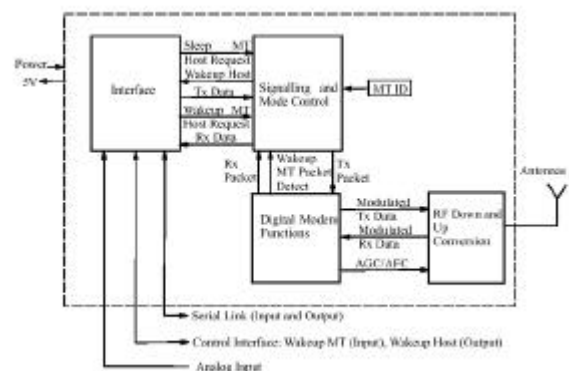 Sleep MT
Host Request
Wakeup Host
Tx Data
Wakeup MT
Host Request
Rx Data
Power
5V
Interface
Signalling and
Mode Control
MT ID
Rx
Packet
Wakeup
MT Packet
Detect
Tx
Packet
Antennas
Digital Modem
Functions
Modulated
Tx Data
Modulated
Rx Data
AGC/AFC
RF Down and
Up
Conversion
Serial Link (Input and Output)
Control Interface: Wakeup MT (Input), Wakeup Host (Output)
Analog Input